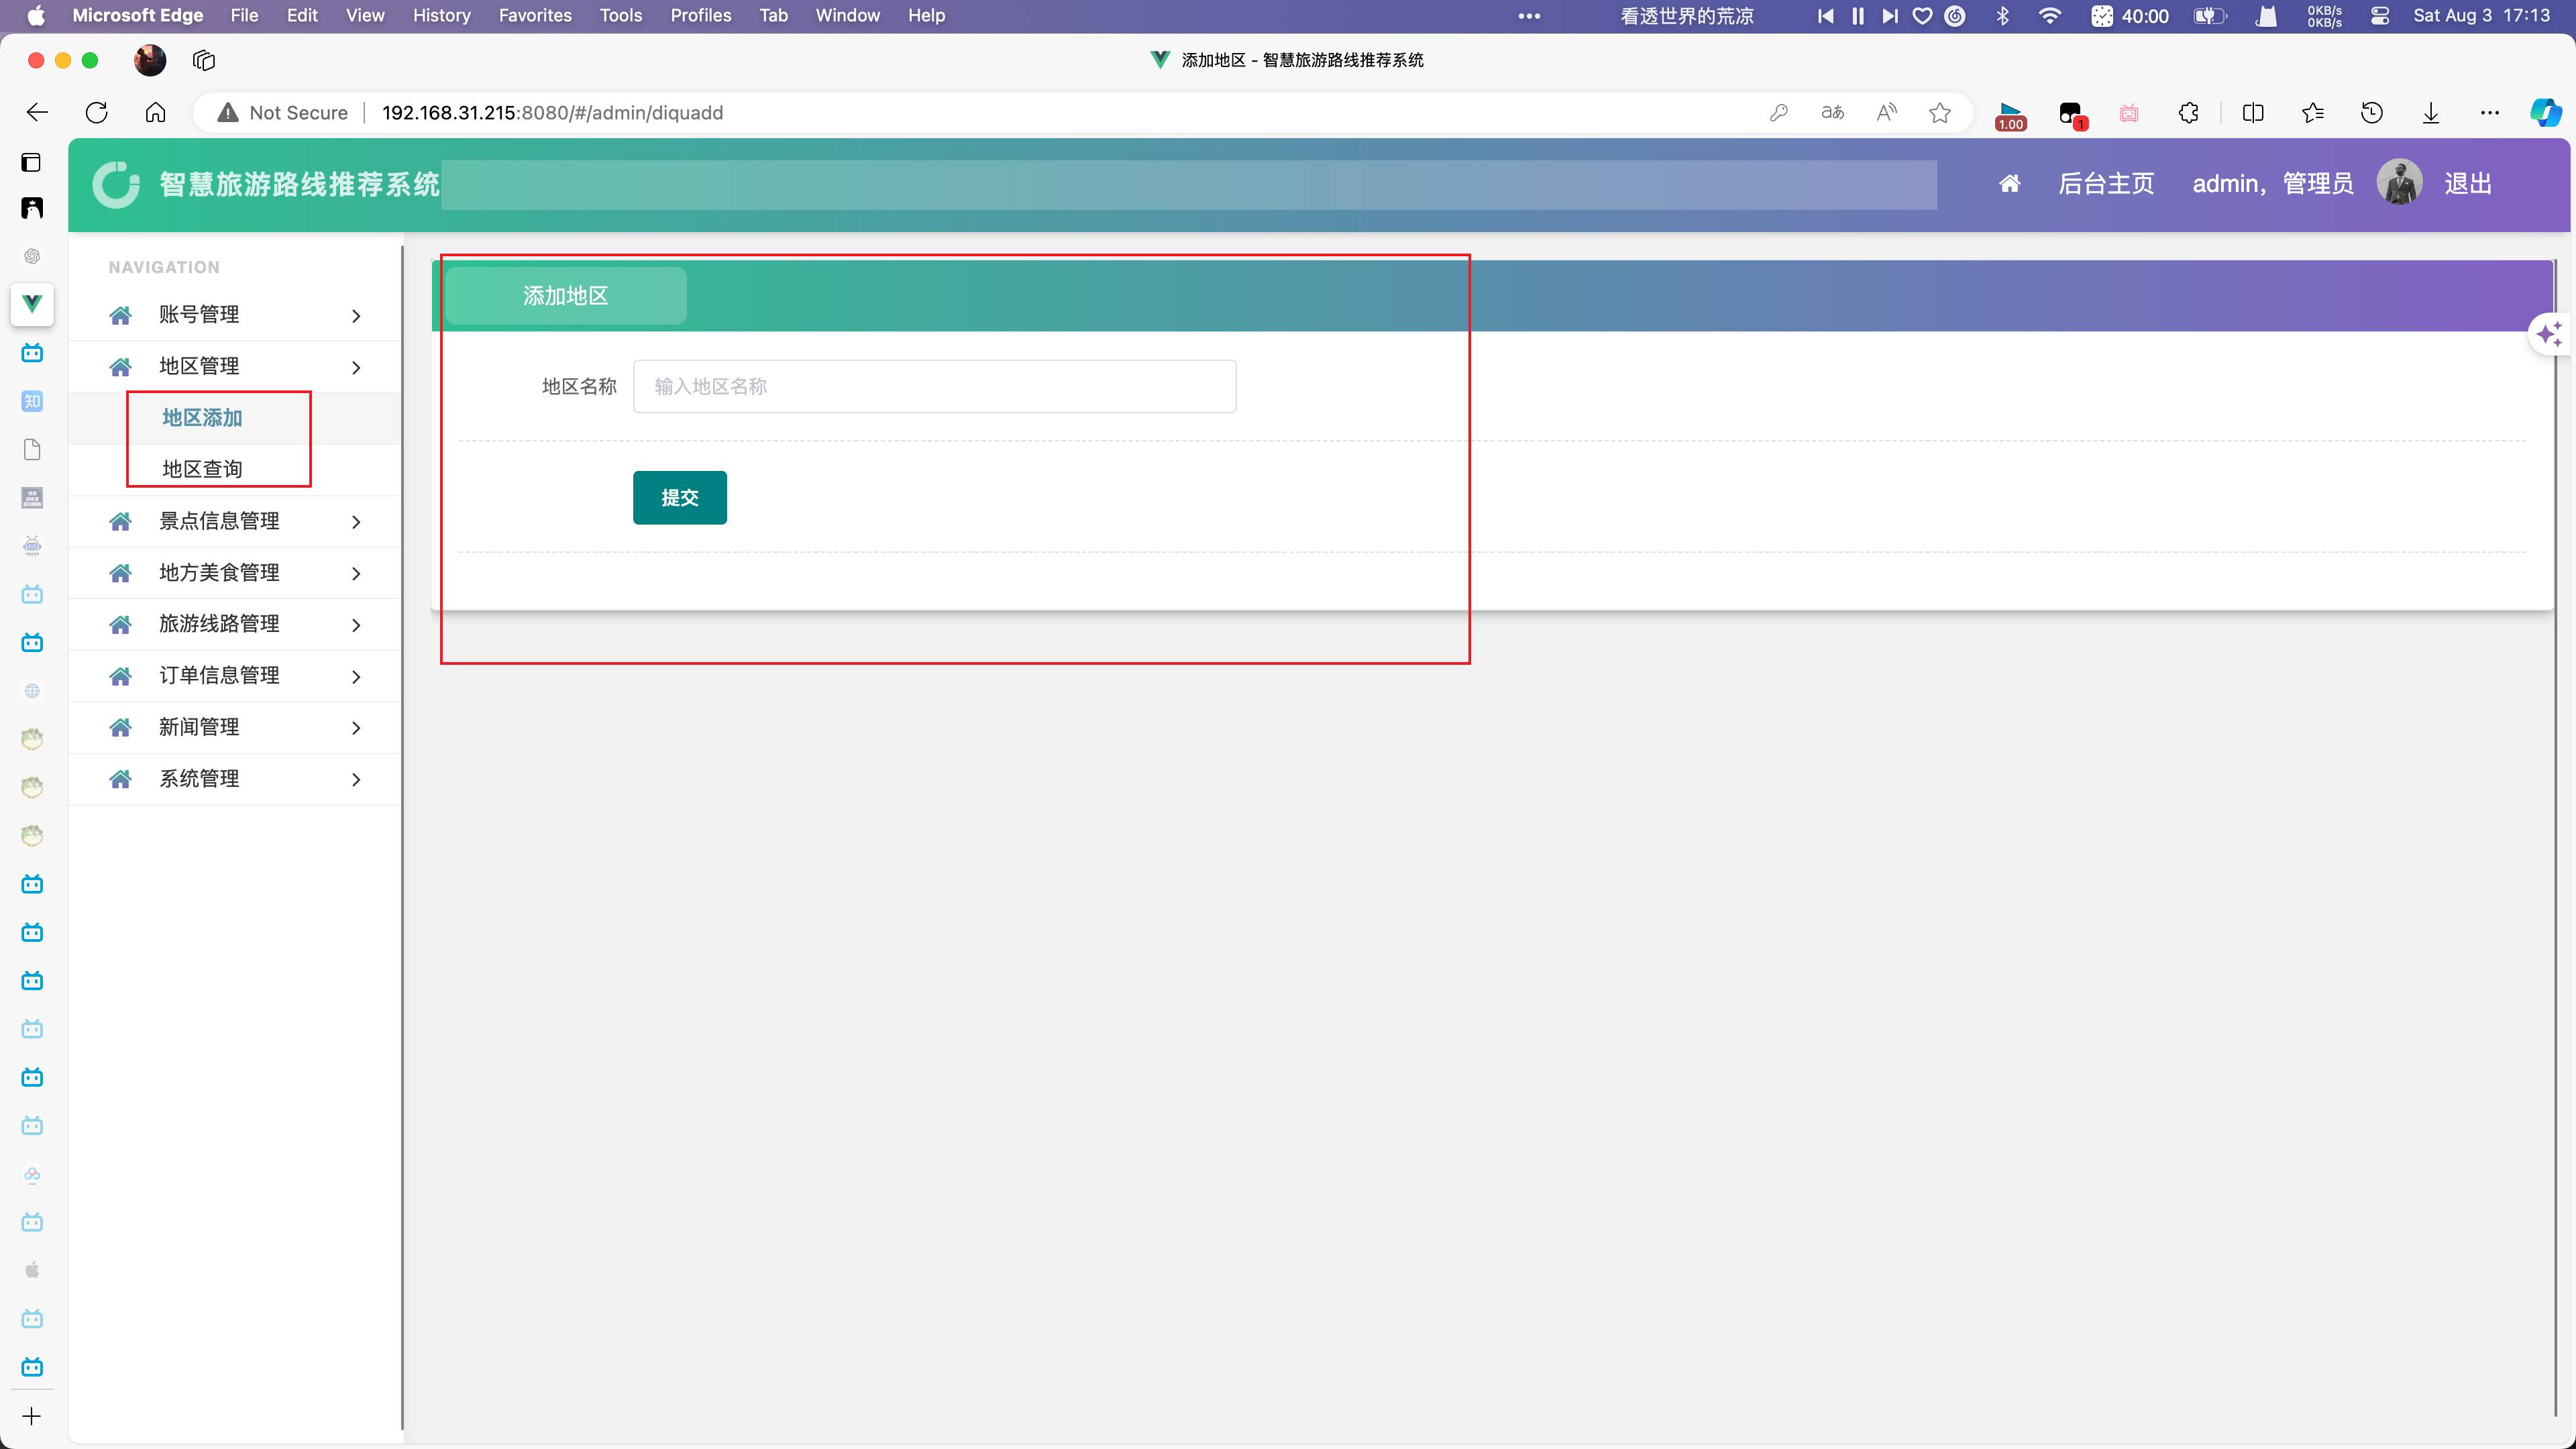 Microsoft Edge File Edit View History Favorites Tools Profiles Tab Window Help
看透世界的荒凉
40:00
0KB/s
0KB/s
Sat Aug 3 17:13
添加地区 - 智慧旅游路线推荐系统
Not Secure
192.168.31.215:8080/#/admin/diquadd
1.00
1
智慧旅游路线推荐系统
后台主页
admin，管理员
退出
NAVIGATION
账号管理
地区管理
地区添加
地区查询
景点信息管理
地方美食管理
旅游线路管理
订单信息管理
新闻管理
系统管理
添加地区
地区名称
输入地区名称
提交
知